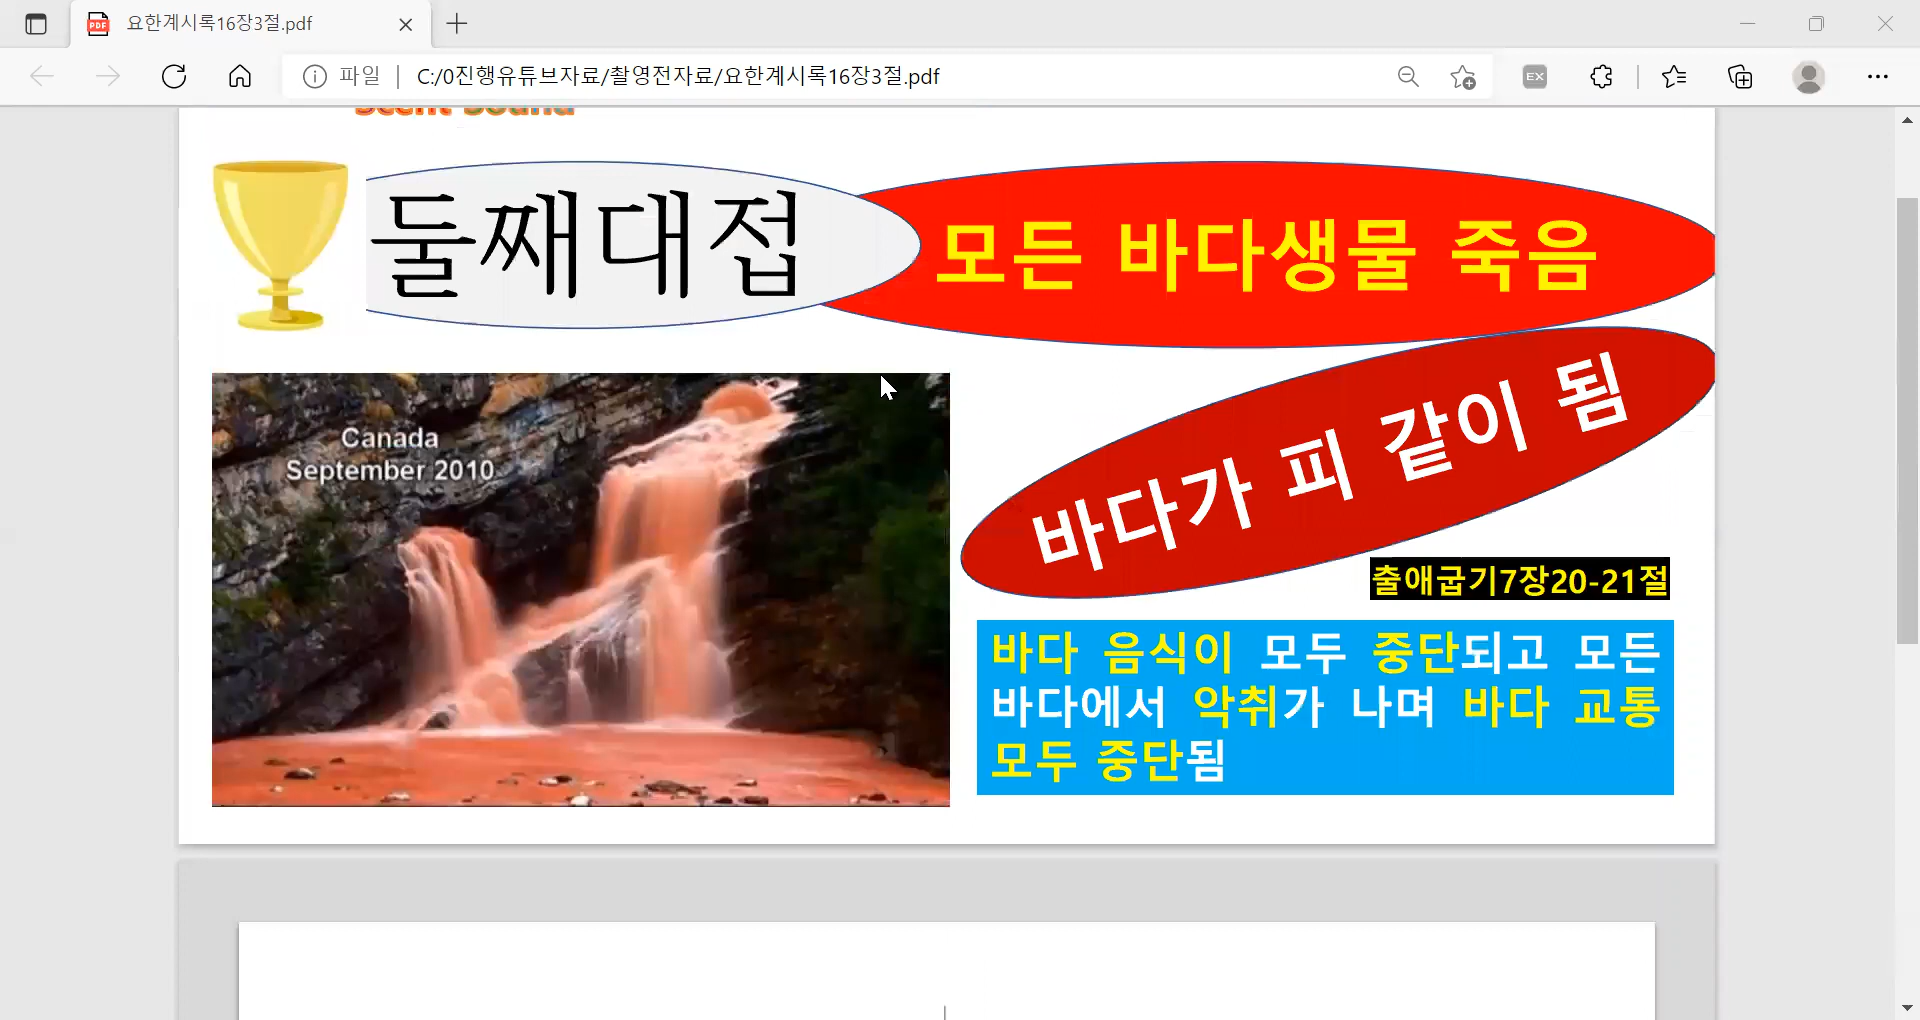 요한계시록16장3절.pdf
파일 | C:/0진행유튜브자료/촬영전자료/요한계시록16장3절.pdf
EX
Scent Sound
둘째대접
모든 바다생물 죽음
바다가 피 같이 됨
Canada
September 2010
출애굽기7장20-21절
바다 음식이 모두 중단되고 모든
바다에서 악취가 나며 바다 교통
모두 중단됨